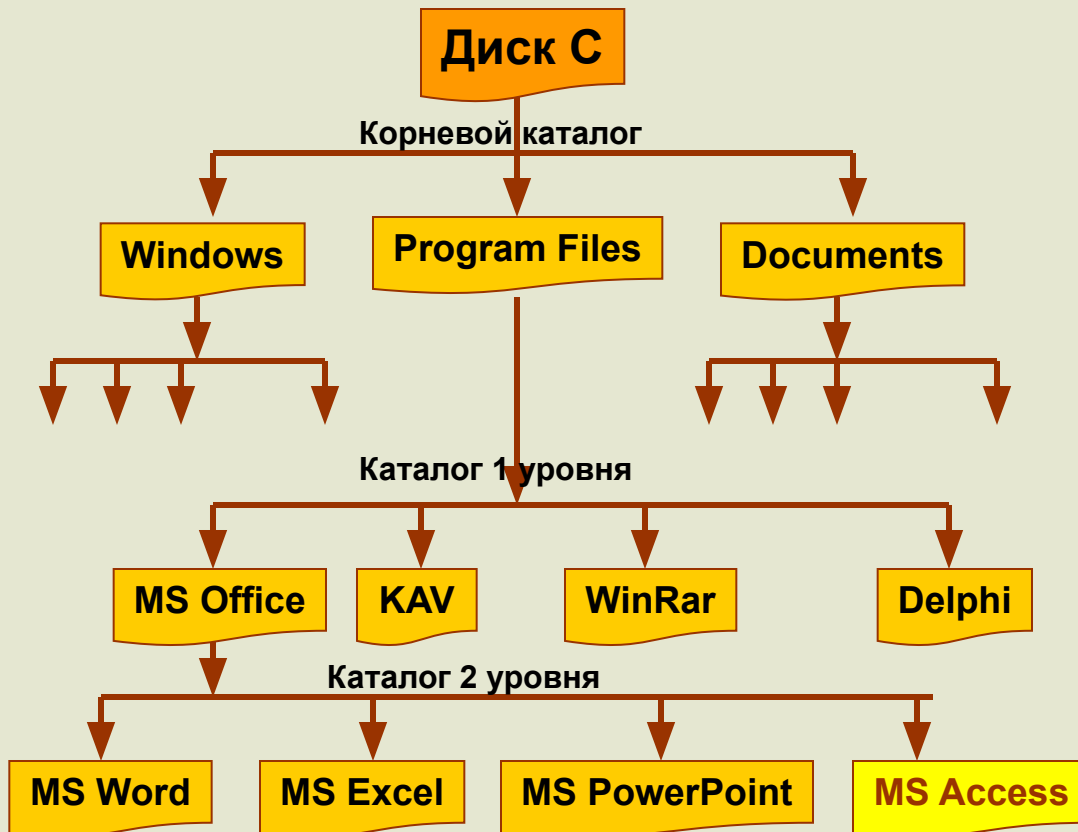 Диск С
Корневой каталог
Windows
Program Files
Documents
Каталог 1 уровня
MS Office
KAV
WinRar
Delphi
Каталог 2 уровня
MS Word
MS Excel
MS PowerPoint
MS Access